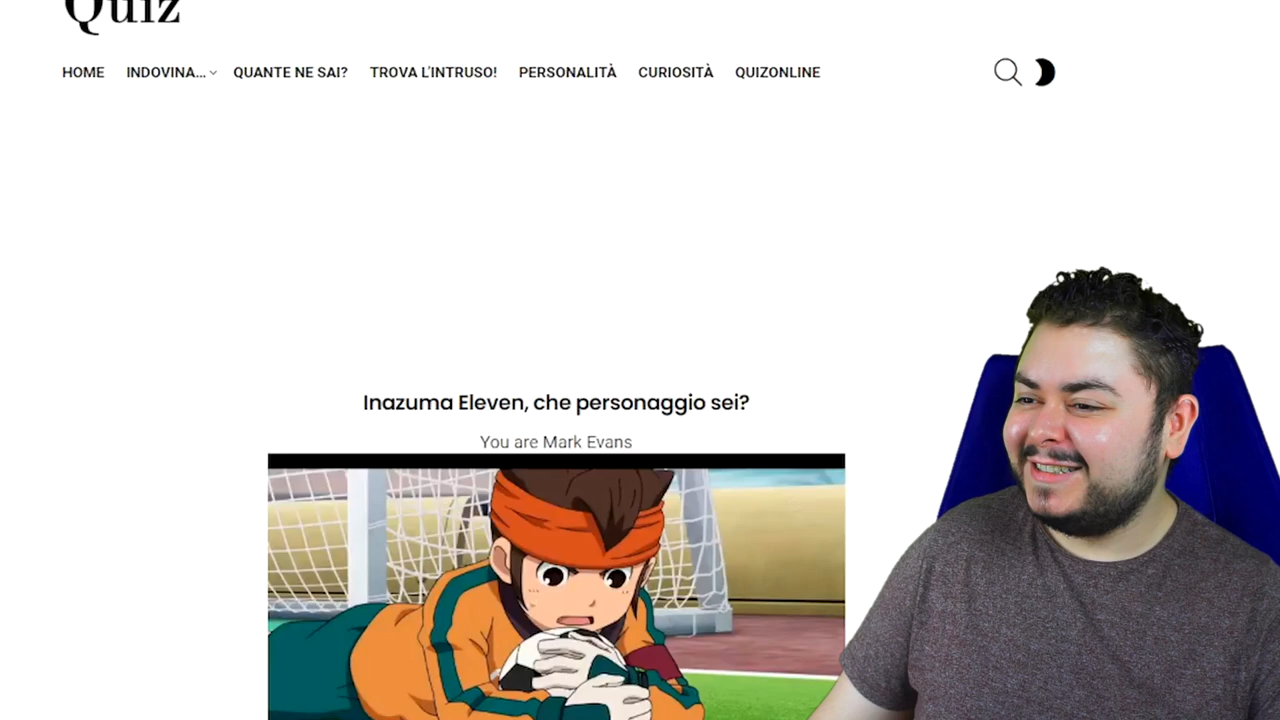 Quiz
HOME INDOVINA... QUANTE NE SAI? TROVA L'INTRUSO! PERSONALITÀ CURIOSITÀ QUIZONLINE
Inazuma Eleven, che personaggio sei?
You are Mark Evans